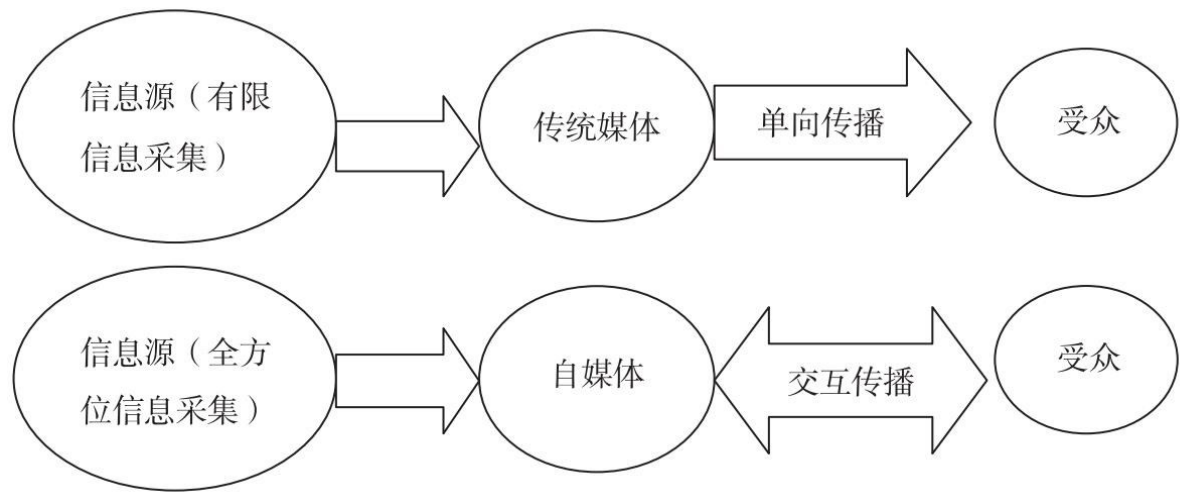 信息源（有限
信息采集）
传统媒体
单向传播
受众
信息源（全方
位信息采集）
自媒体
交互传播
受众